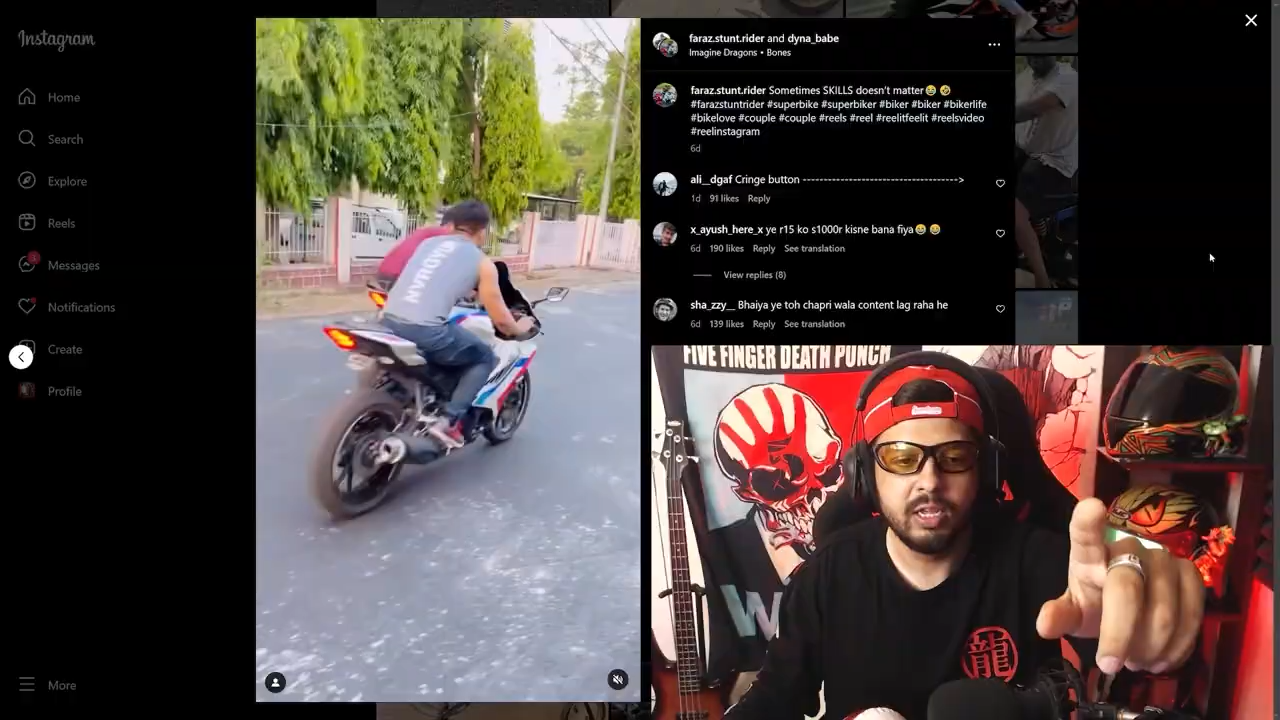 Instagram
Home
Search
Explore
Reels
Messages
Notifications
Create
Profile
More
NVRGVP
faraz.stunt.rider and dyna_babe
Imagine Dragons • Bones
faraz.stunt.rider Sometimes SKILLS doesn't matter😂 🤣
#farazstuntrider #superbike #superbiker #biker #biker #bikerlife
#bikelove #couple #couple #reels #reel #reelitfeelit #reelsvideo
#reelinstagram
6d
ali__dgaf Cringe button ------------------------------------->
1d 91 likes Reply
x_ayush_here_x ye r15 ko s1000r kisne bana fiya😂 😂
6d 190 likes Reply See translation
View replies (8)
sha_zzy__ Bhaiya ye toh chapri wala content lag raha he
6d 139 likes Reply See translation
FIVE FINGER DEATH PUNCH
W
龍